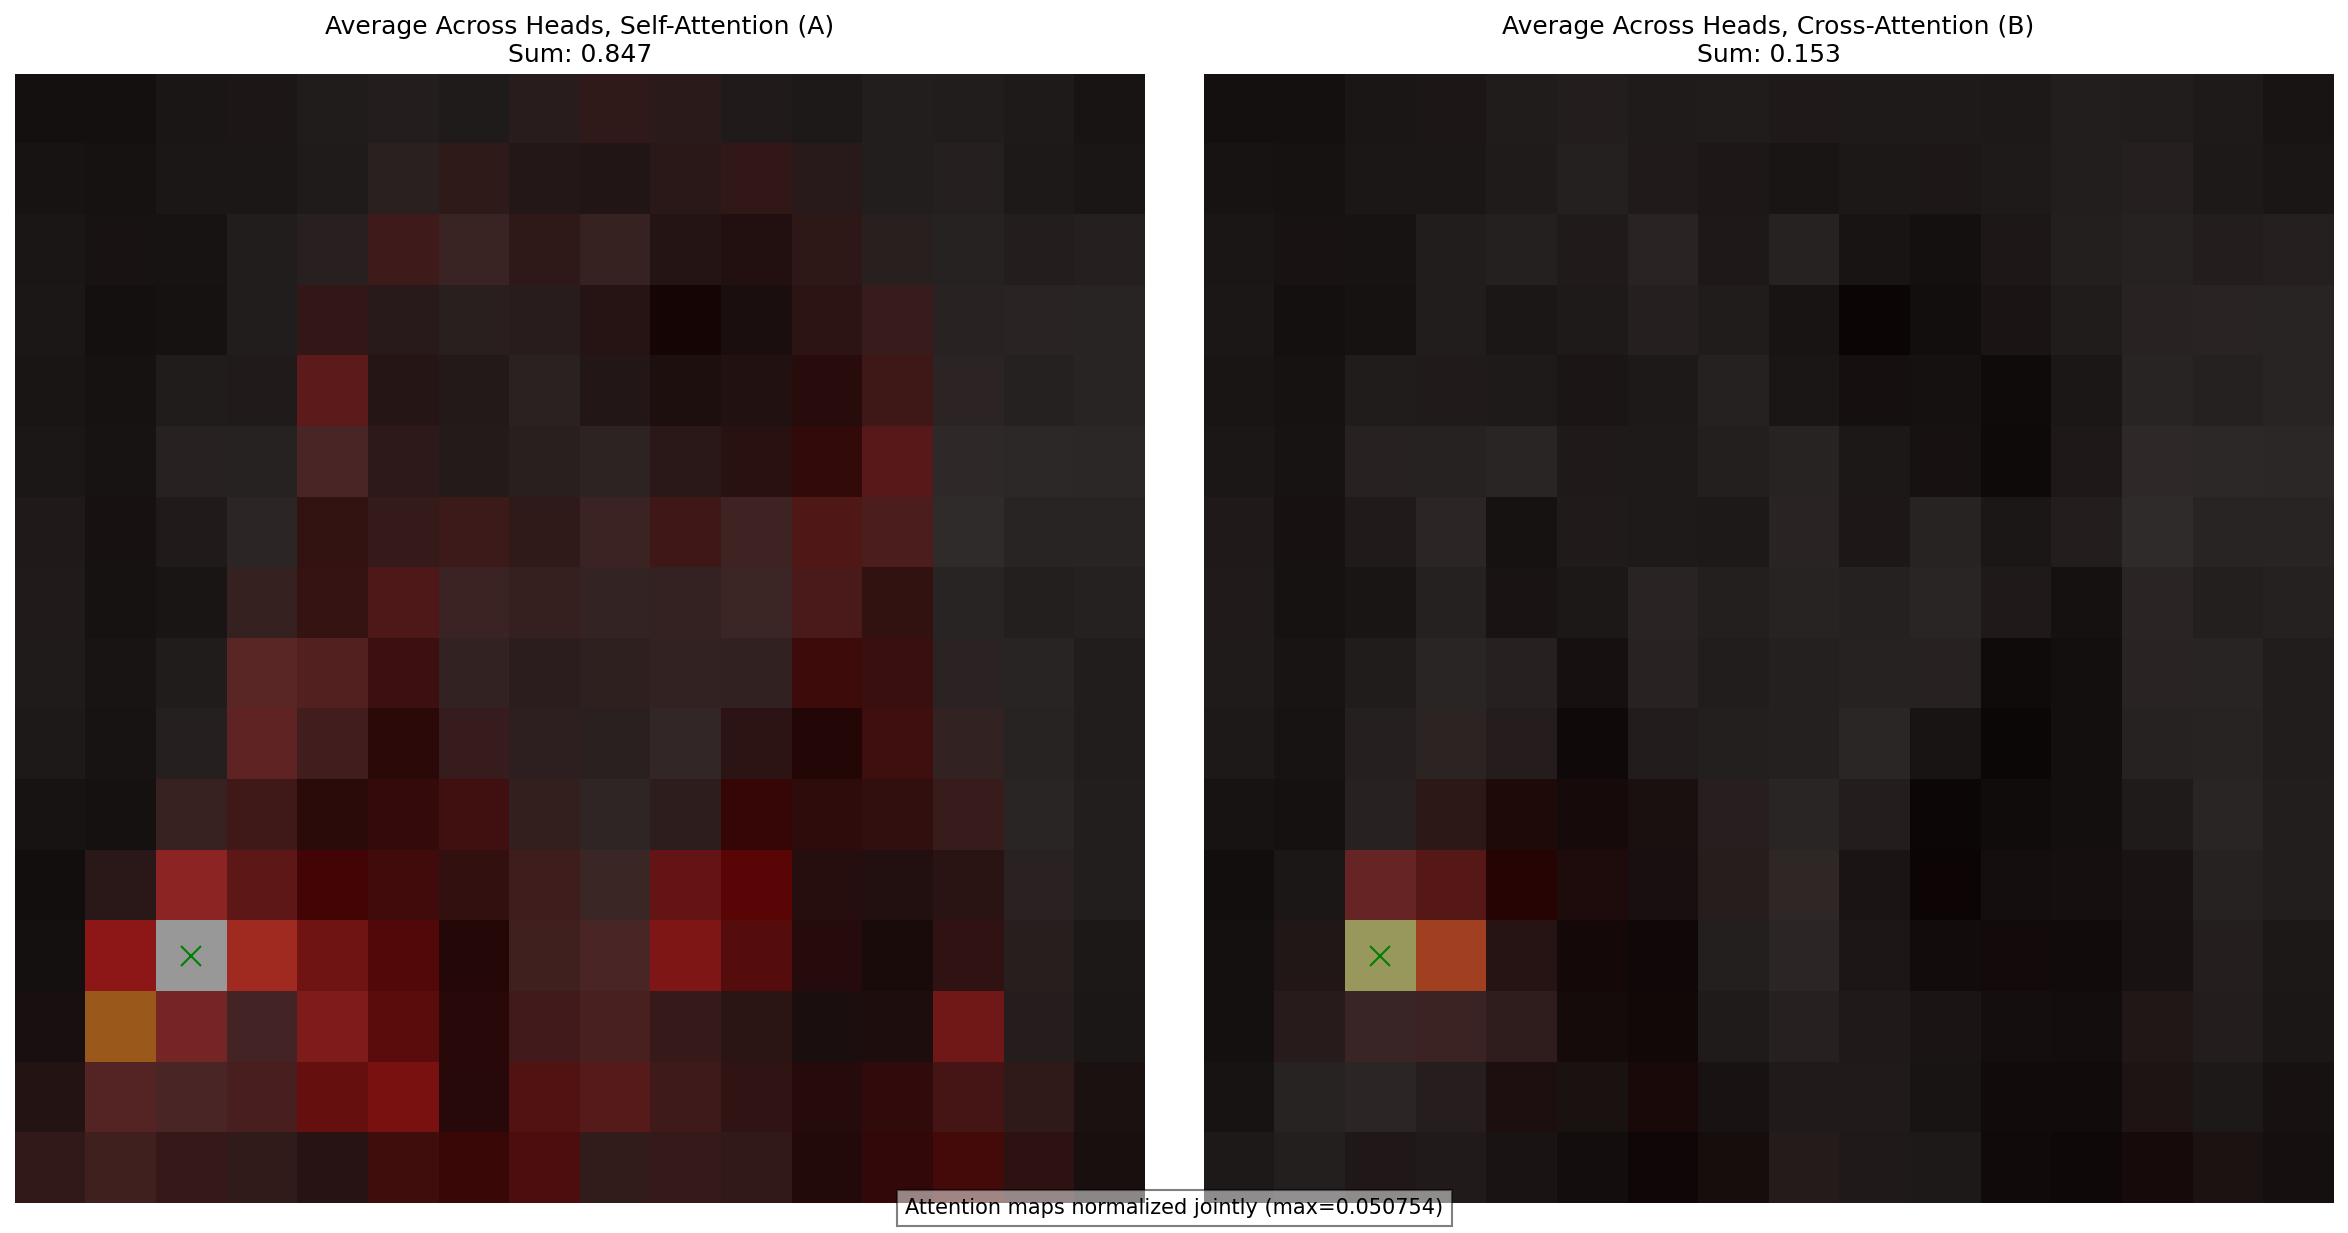 Average Across Heads, Self-Attention (A)
Sum: 0.847
Average Across Heads, Cross-Attention (B)
Sum: 0.153
Attention maps normalized jointly (max=0.050754)